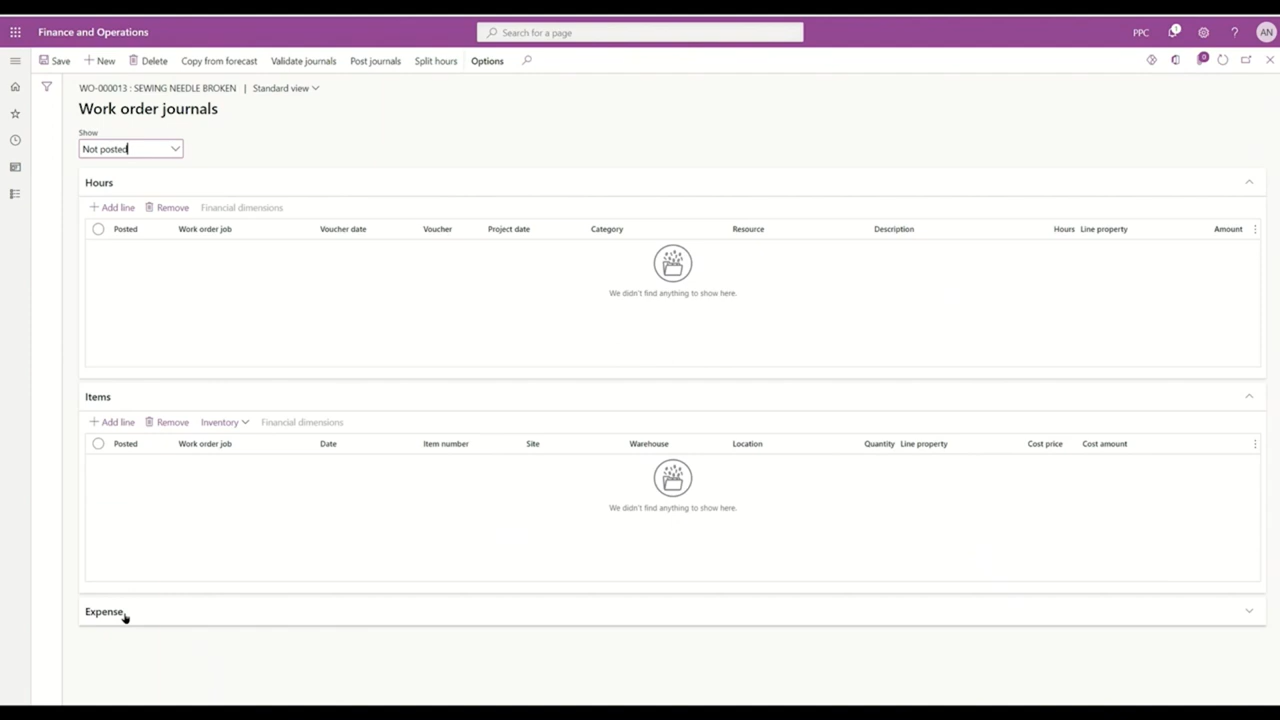 Finance and Operations
Search for a page
PPC
1
?
AN
Save
New
Delete
Copy from forecast
Validate journals
Post journals
Split hours
Options
0
WO-000013 : SEWING NEEDLE BROKEN | Standard view
Work order journals
Show
Not posted
Hours
+ Add line Remove Financial dimensions
Posted Work order job Voucher date Voucher Project date Category Resource Description Hours Line property Amount
We didn't find anything to show here.
Items
+ Add line Remove Inventory Financial dimensions
Posted Work order job Date Item number Site Warehouse Location Quantity Line property Cost price Cost amount
We didn't find anything to show here.
Expense